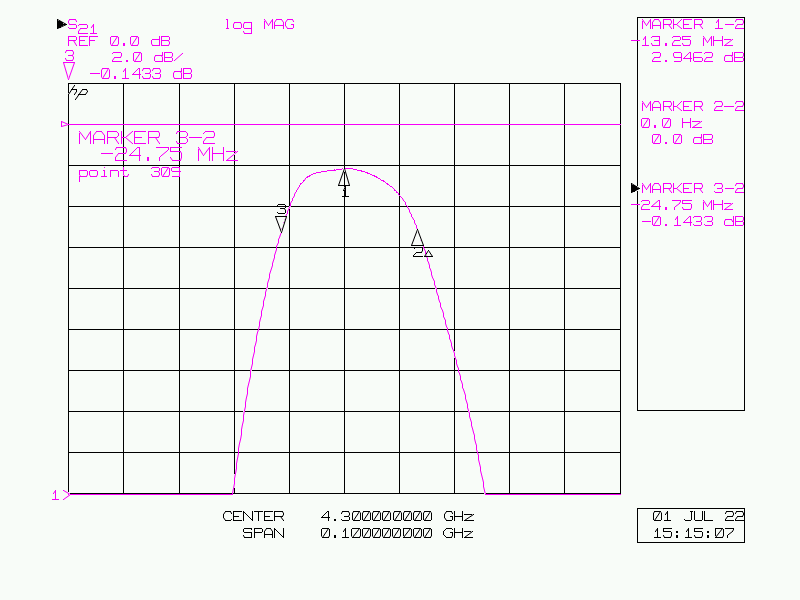 ►S21 log MAG
REF 0.0 dB
3 2.0 dB/
-0.1433 dB
hp
MARKER 3-2
-24.75 MHz
point 309
3
1
2
1
CENTER 4.300000000 GHz
SPAN 0.100000000 GHz
MARKER 1-2
-13.25 MHz
2.9462 dB
MARKER 2-2
0.0 Hz
0.0 dB
►MARKER 3-2
-24.75 MHz
-0.1433 dB
01 JUL 22
15:15:07